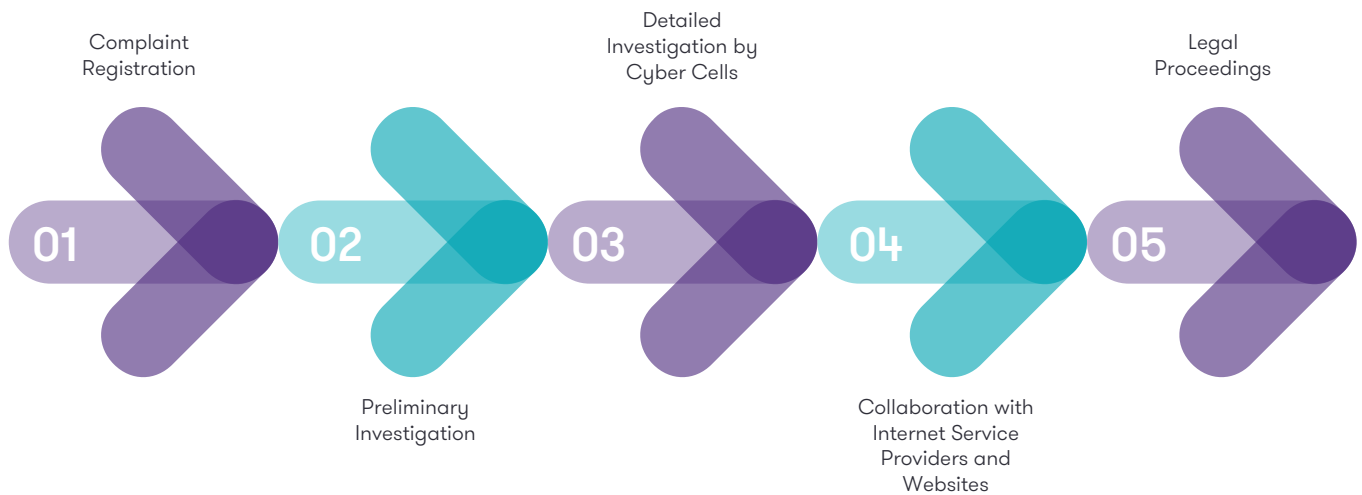 Complaint
Registration
01
02
Preliminary
Investigation
Detailed
Investigation by
Cyber Cells
03
04
Collaboration with
Internet Service
Providers and
Websites
Legal
Proceedings
05